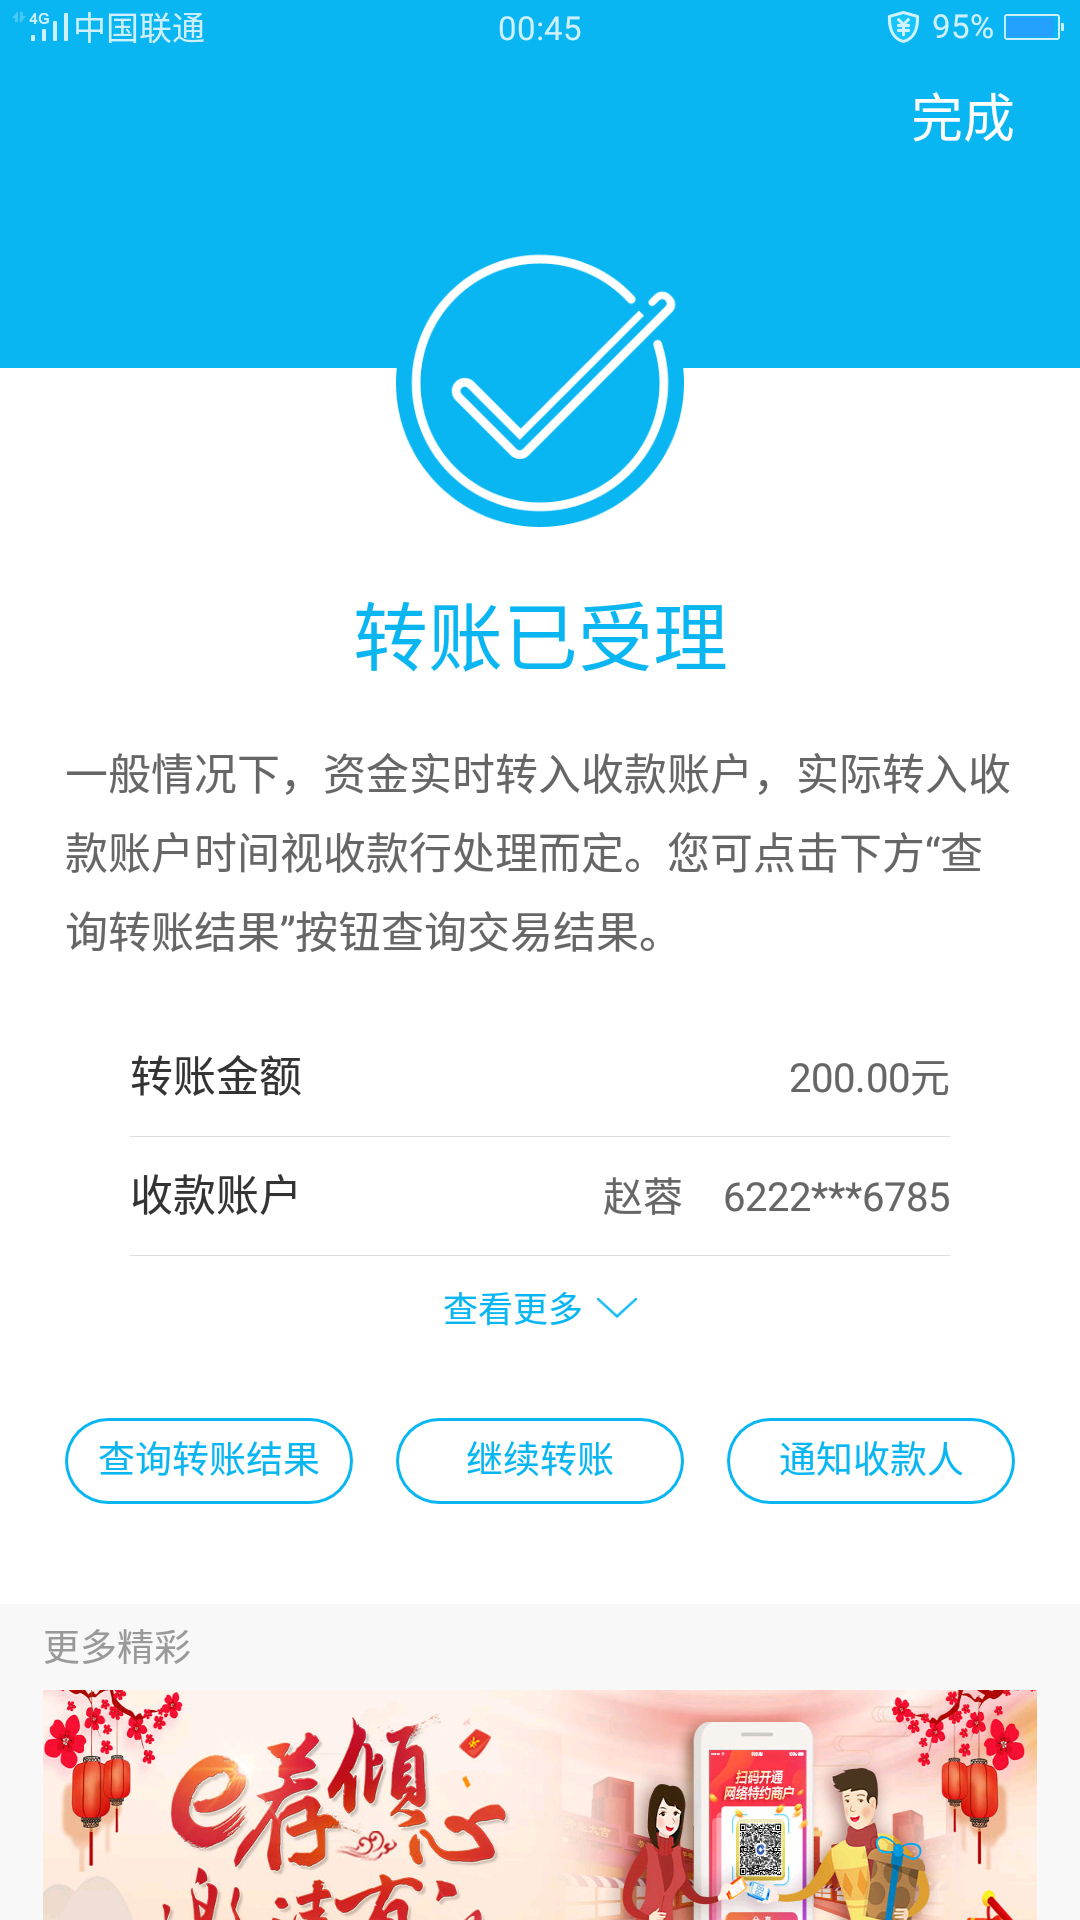 4G 中国联通 00:45 95%
完成
转账已受理
一般情况下，资金实时转入收款账户，实际转入收
款账户时间视收款行处理而定。您可点击下方“查
询转账结果”按钮查询交易结果。
转账金额 200.00元
收款账户 赵蓉 6222***6785
查看更多
查询转账结果 继续转账 通知收款人
更多精彩
e荐倾心
扫码开通
网络特约商户